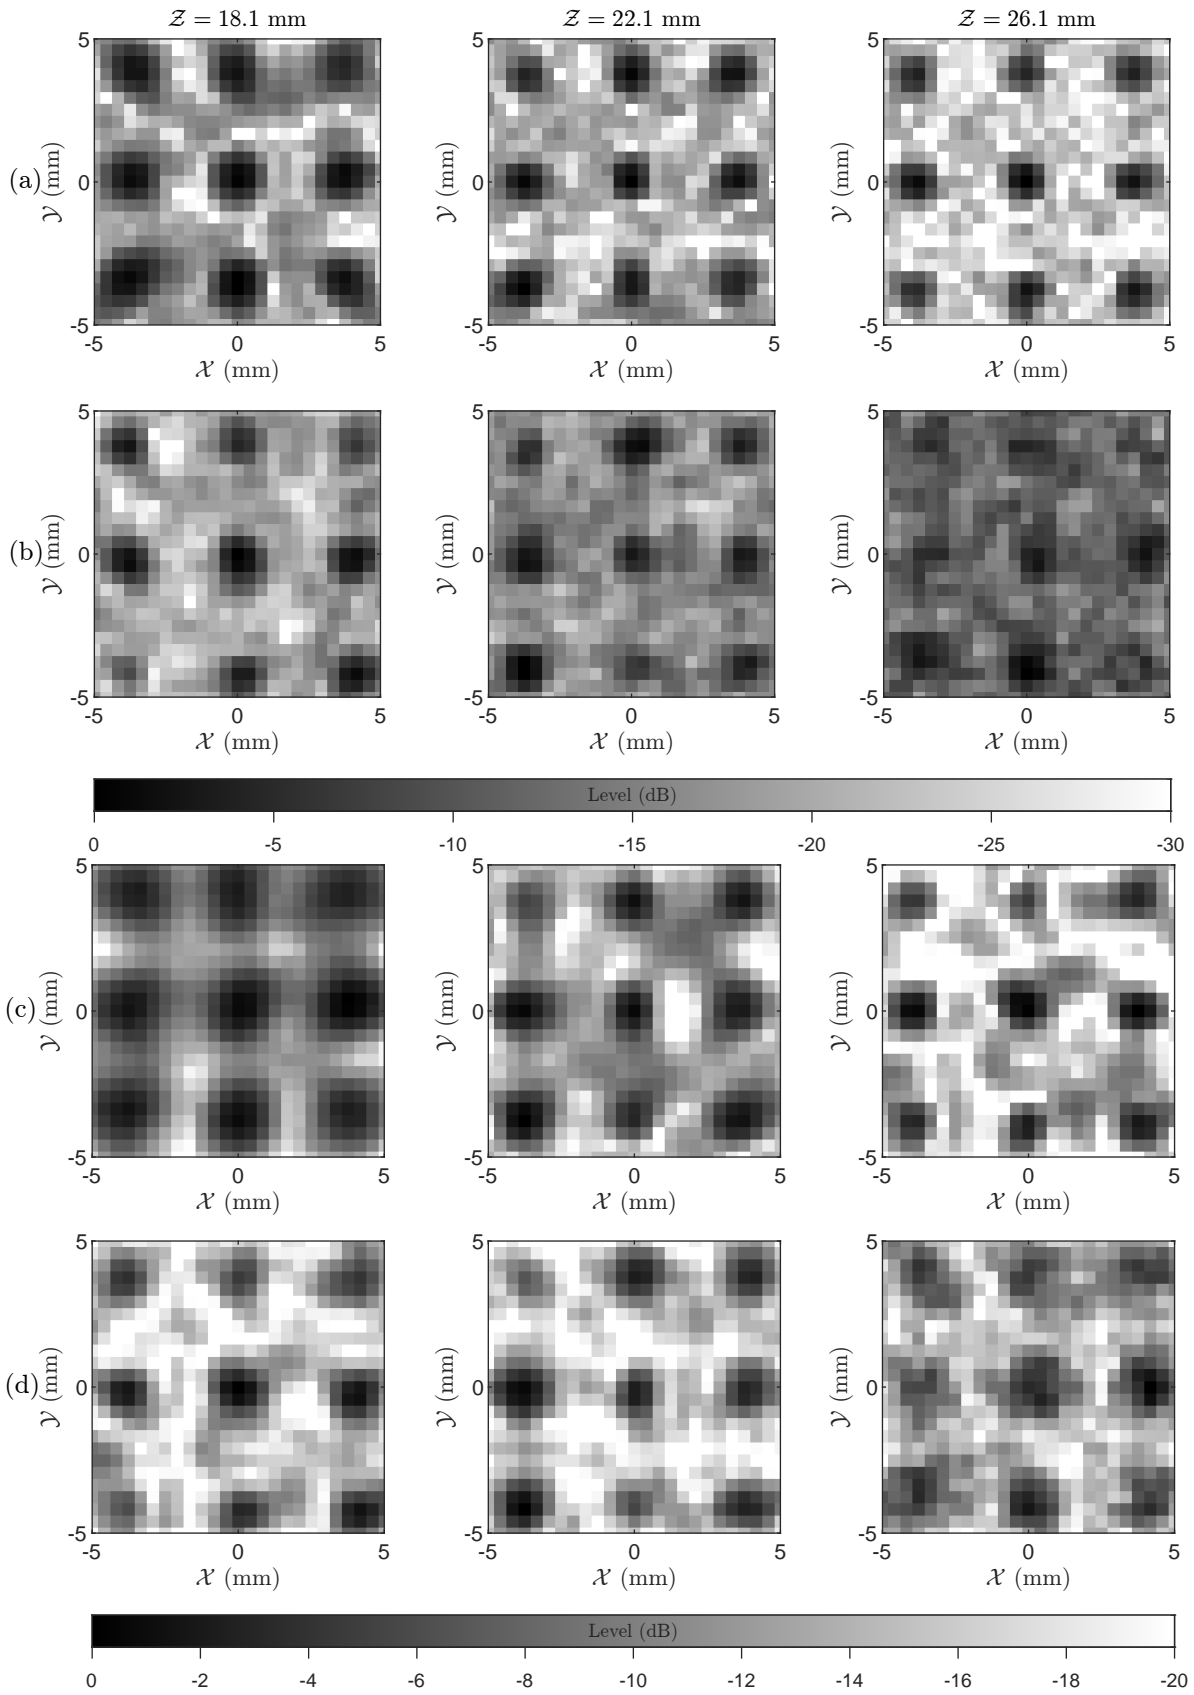 𝒵 = 18.1 mm 𝒵 = 22.1 mm 𝒵 = 26.1 mm
5 5 5
(a) 𝒴 (mm) 0 𝒴 (mm) 0 𝒴 (mm) 0
-5 -5 -5
-5 0 5 -5 0 5 -5 0 5
𝒳 (mm) 𝒳 (mm) 𝒳 (mm)
5 5 5
(b) 𝒴 (mm) 0 𝒴 (mm) 0 𝒴 (mm) 0
-5 -5 -5
-5 0 5 -5 0 5 -5 0 5
𝒳 (mm) 𝒳 (mm) 𝒳 (mm)
Level (dB)
0 -5 -10 -15 -20 -25 -30
5 5 5
(c) 𝒴 (mm) 0 𝒴 (mm) 0 𝒴 (mm) 0
-5 -5 -5
-5 0 5 -5 0 5 -5 0 5
𝒳 (mm) 𝒳 (mm) 𝒳 (mm)
5 5 5
(d) 𝒴 (mm) 0 𝒴 (mm) 0 𝒴 (mm) 0
-5 -5 -5
-5 0 5 -5 0 5 -5 0 5
𝒳 (mm) 𝒳 (mm) 𝒳 (mm)
Level (dB)
0 -2 -4 -6 -8 -10 -12 -14 -16 -18 -20